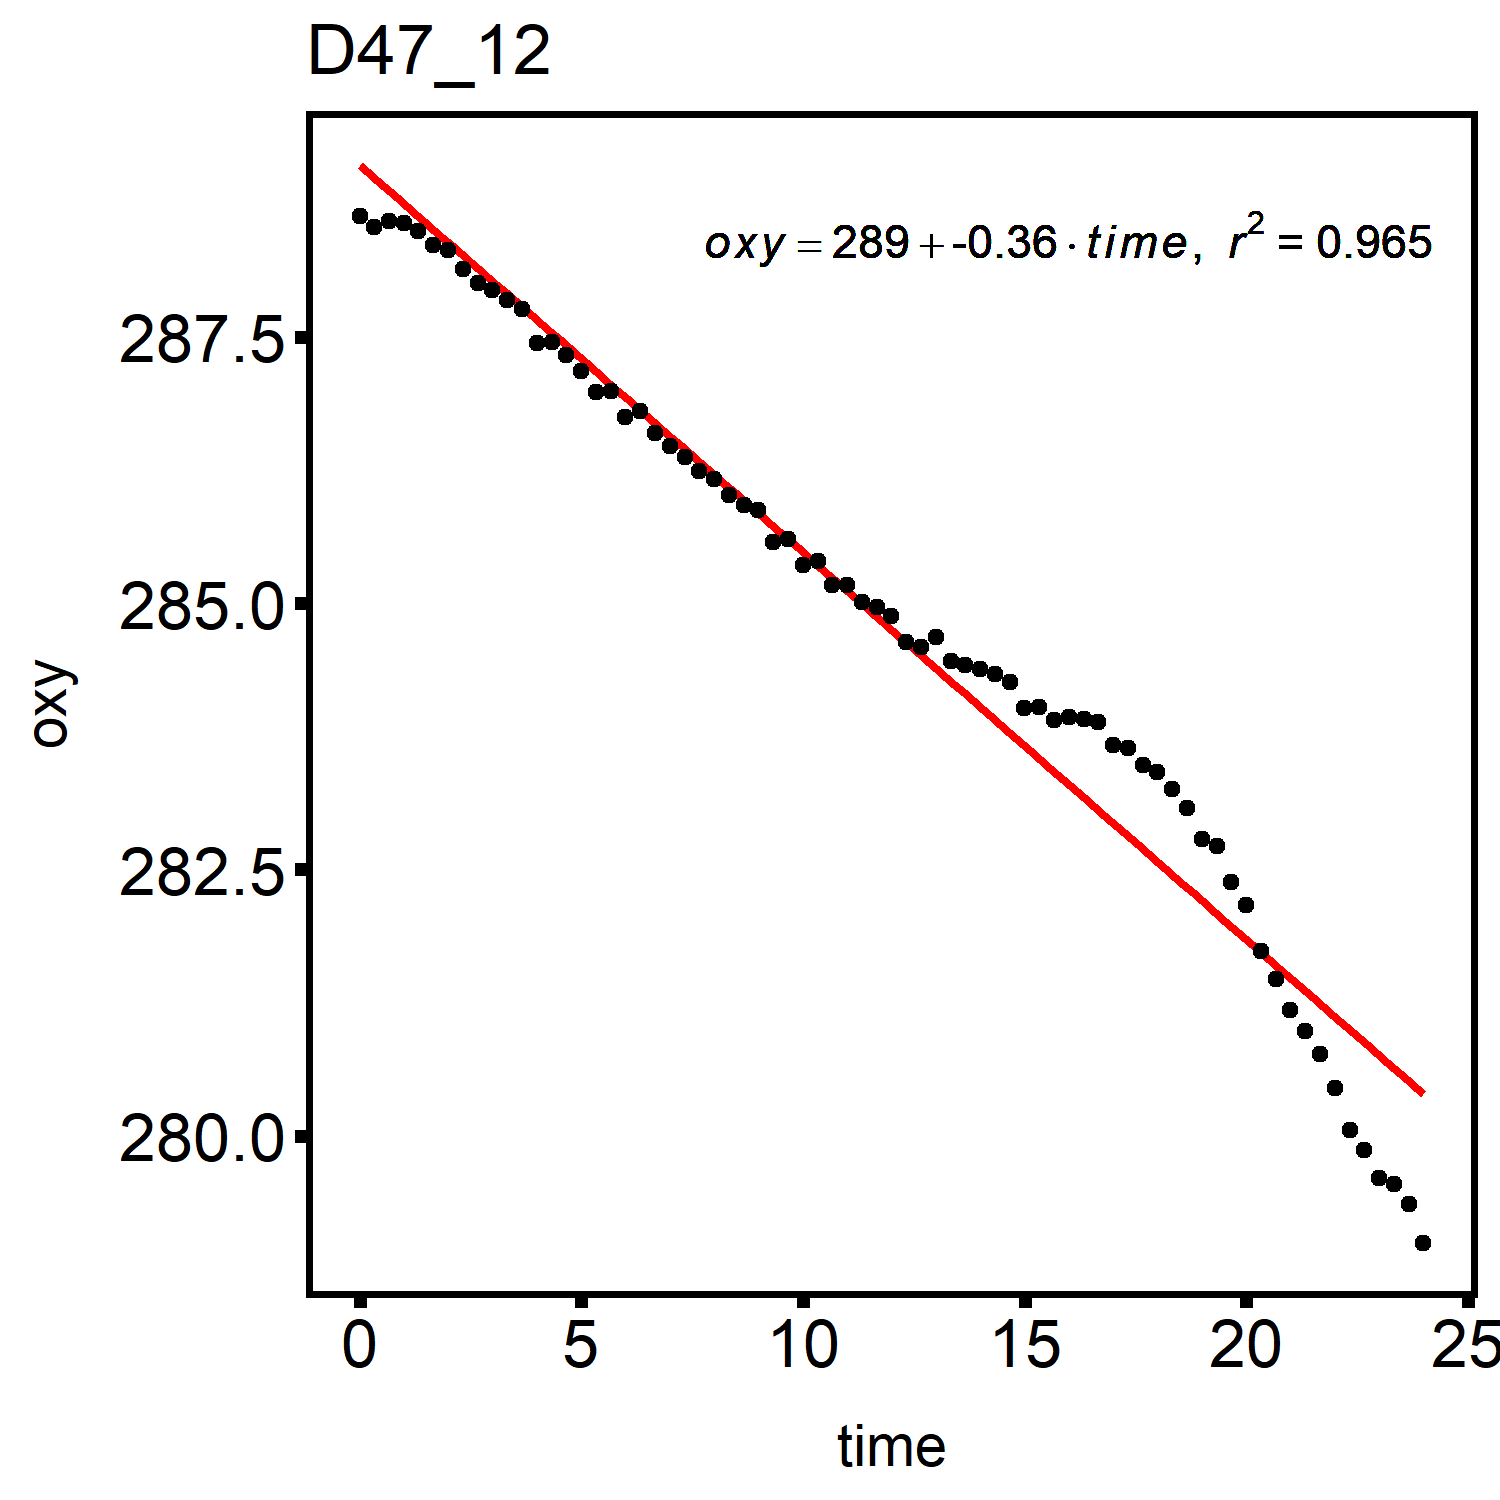 D47_12
oxy = 289 + -0.36 · time, r² = 0.965
287.5
285.0
282.5
280.0
oxy
0 5 10 15 20 25
time